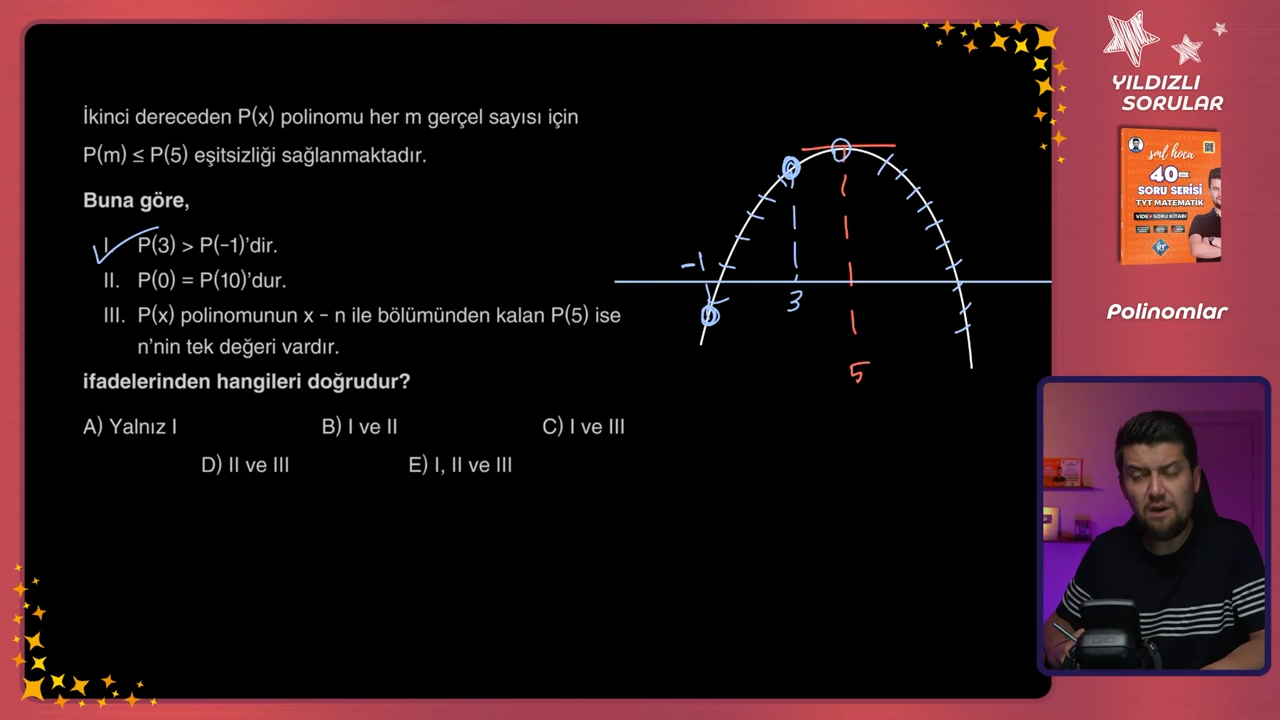 İkinci dereceden P(x) polinomu her m gerçel sayısı için
P(m) ≤ P(5) eşitsizliği sağlanmaktadır.
Buna göre,
I. P(3) > P(−1)’dir.
II. P(0) = P(10)’dur.
III. P(x) polinomunun x − n ile bölümünden kalan P(5) ise
n’nin tek değeri vardır.
ifadelerinden hangileri doğrudur?
A) Yalnız I B) I ve II C) I ve III
D) II ve III E) I, II ve III
−1
3
5
YILDIZLI
SORULAR
sml hoca
40
SORU SERİSİ
TYT MATEMATİK
Polinomlar